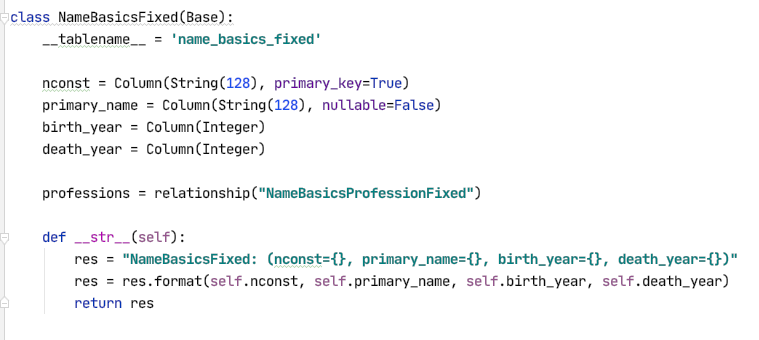 class NameBasicsFixed(Base):
    __tablename__ = 'name_basics_fixed'

    nconst = Column(String(128), primary_key=True)
    primary_name = Column(String(128), nullable=False)
    birth_year = Column(Integer)
    death_year = Column(Integer)

    professions = relationship("NameBasicsProfessionFixed")

    def __str__(self):
        res = "NameBasicsFixed: (nconst={}, primary_name={}, birth_year={}, death_year={})"
        res = res.format(self.nconst, self.primary_name, self.birth_year, self.death_year)
        return res